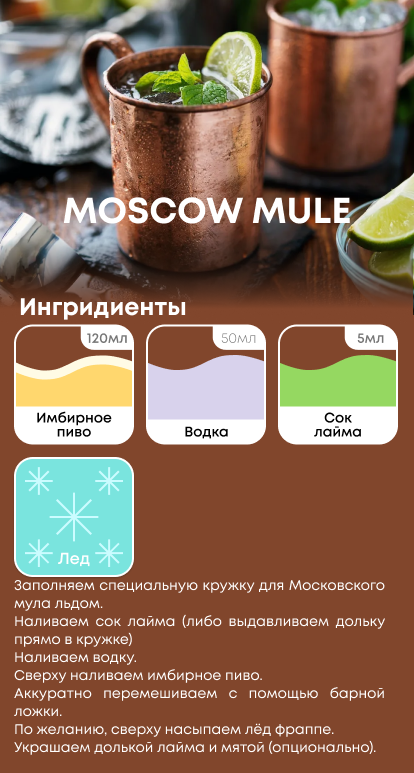 MOSCOW MULE
Ингридиенты
120мл
50мл
5мл
Имбирное
пиво
Водка
Сок
лайма
Лед
Заполняем специальную кружку для Московского
мула льдом.
Наливаем сок лайма (либо выдавливаем дольку
прямо в кружке)
Наливаем водку.
Сверху наливаем имбирное пиво.
Аккуратно перемешиваем с помощью барной
ложки.
По желанию, сверху насыпаем лёд фраппе.
Украшаем долькой лайма и мятой (опционально).